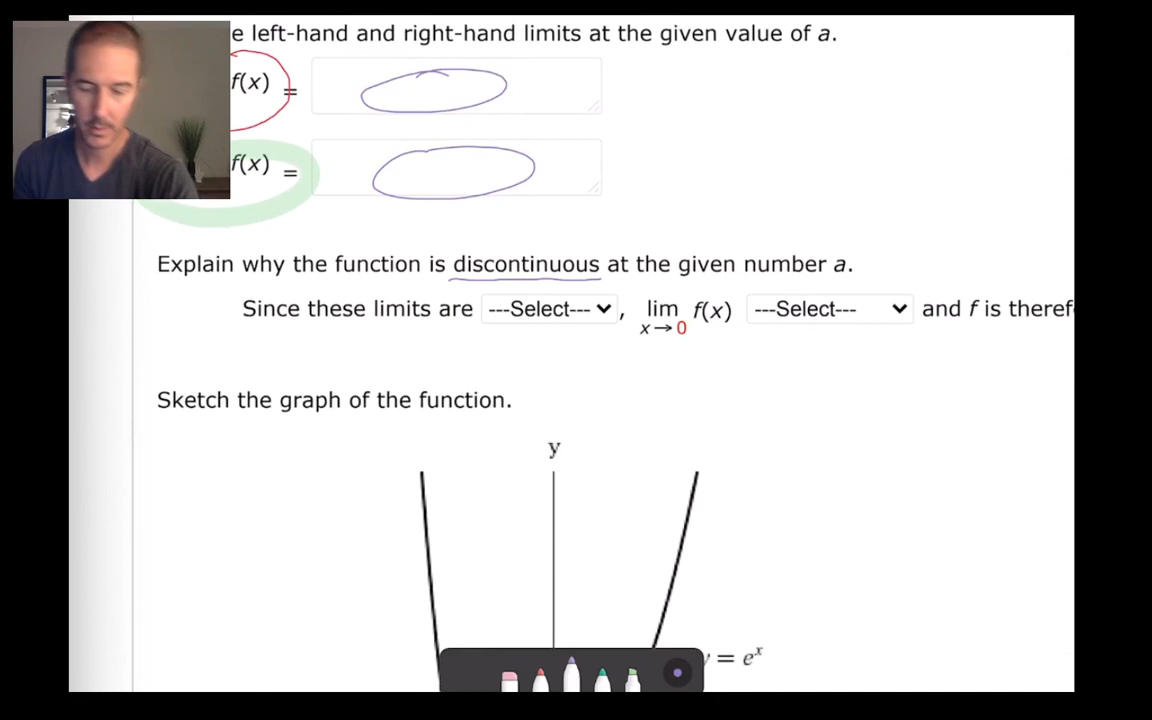 e left-hand and right-hand limits at the given value of a.
f(x) =
f(x) =
Explain why the function is discontinuous at the given number a.
Since these limits are ---Select---, lim f(x) ---Select--- and f is theref
x→0
Sketch the graph of the function.
y
= eˣ